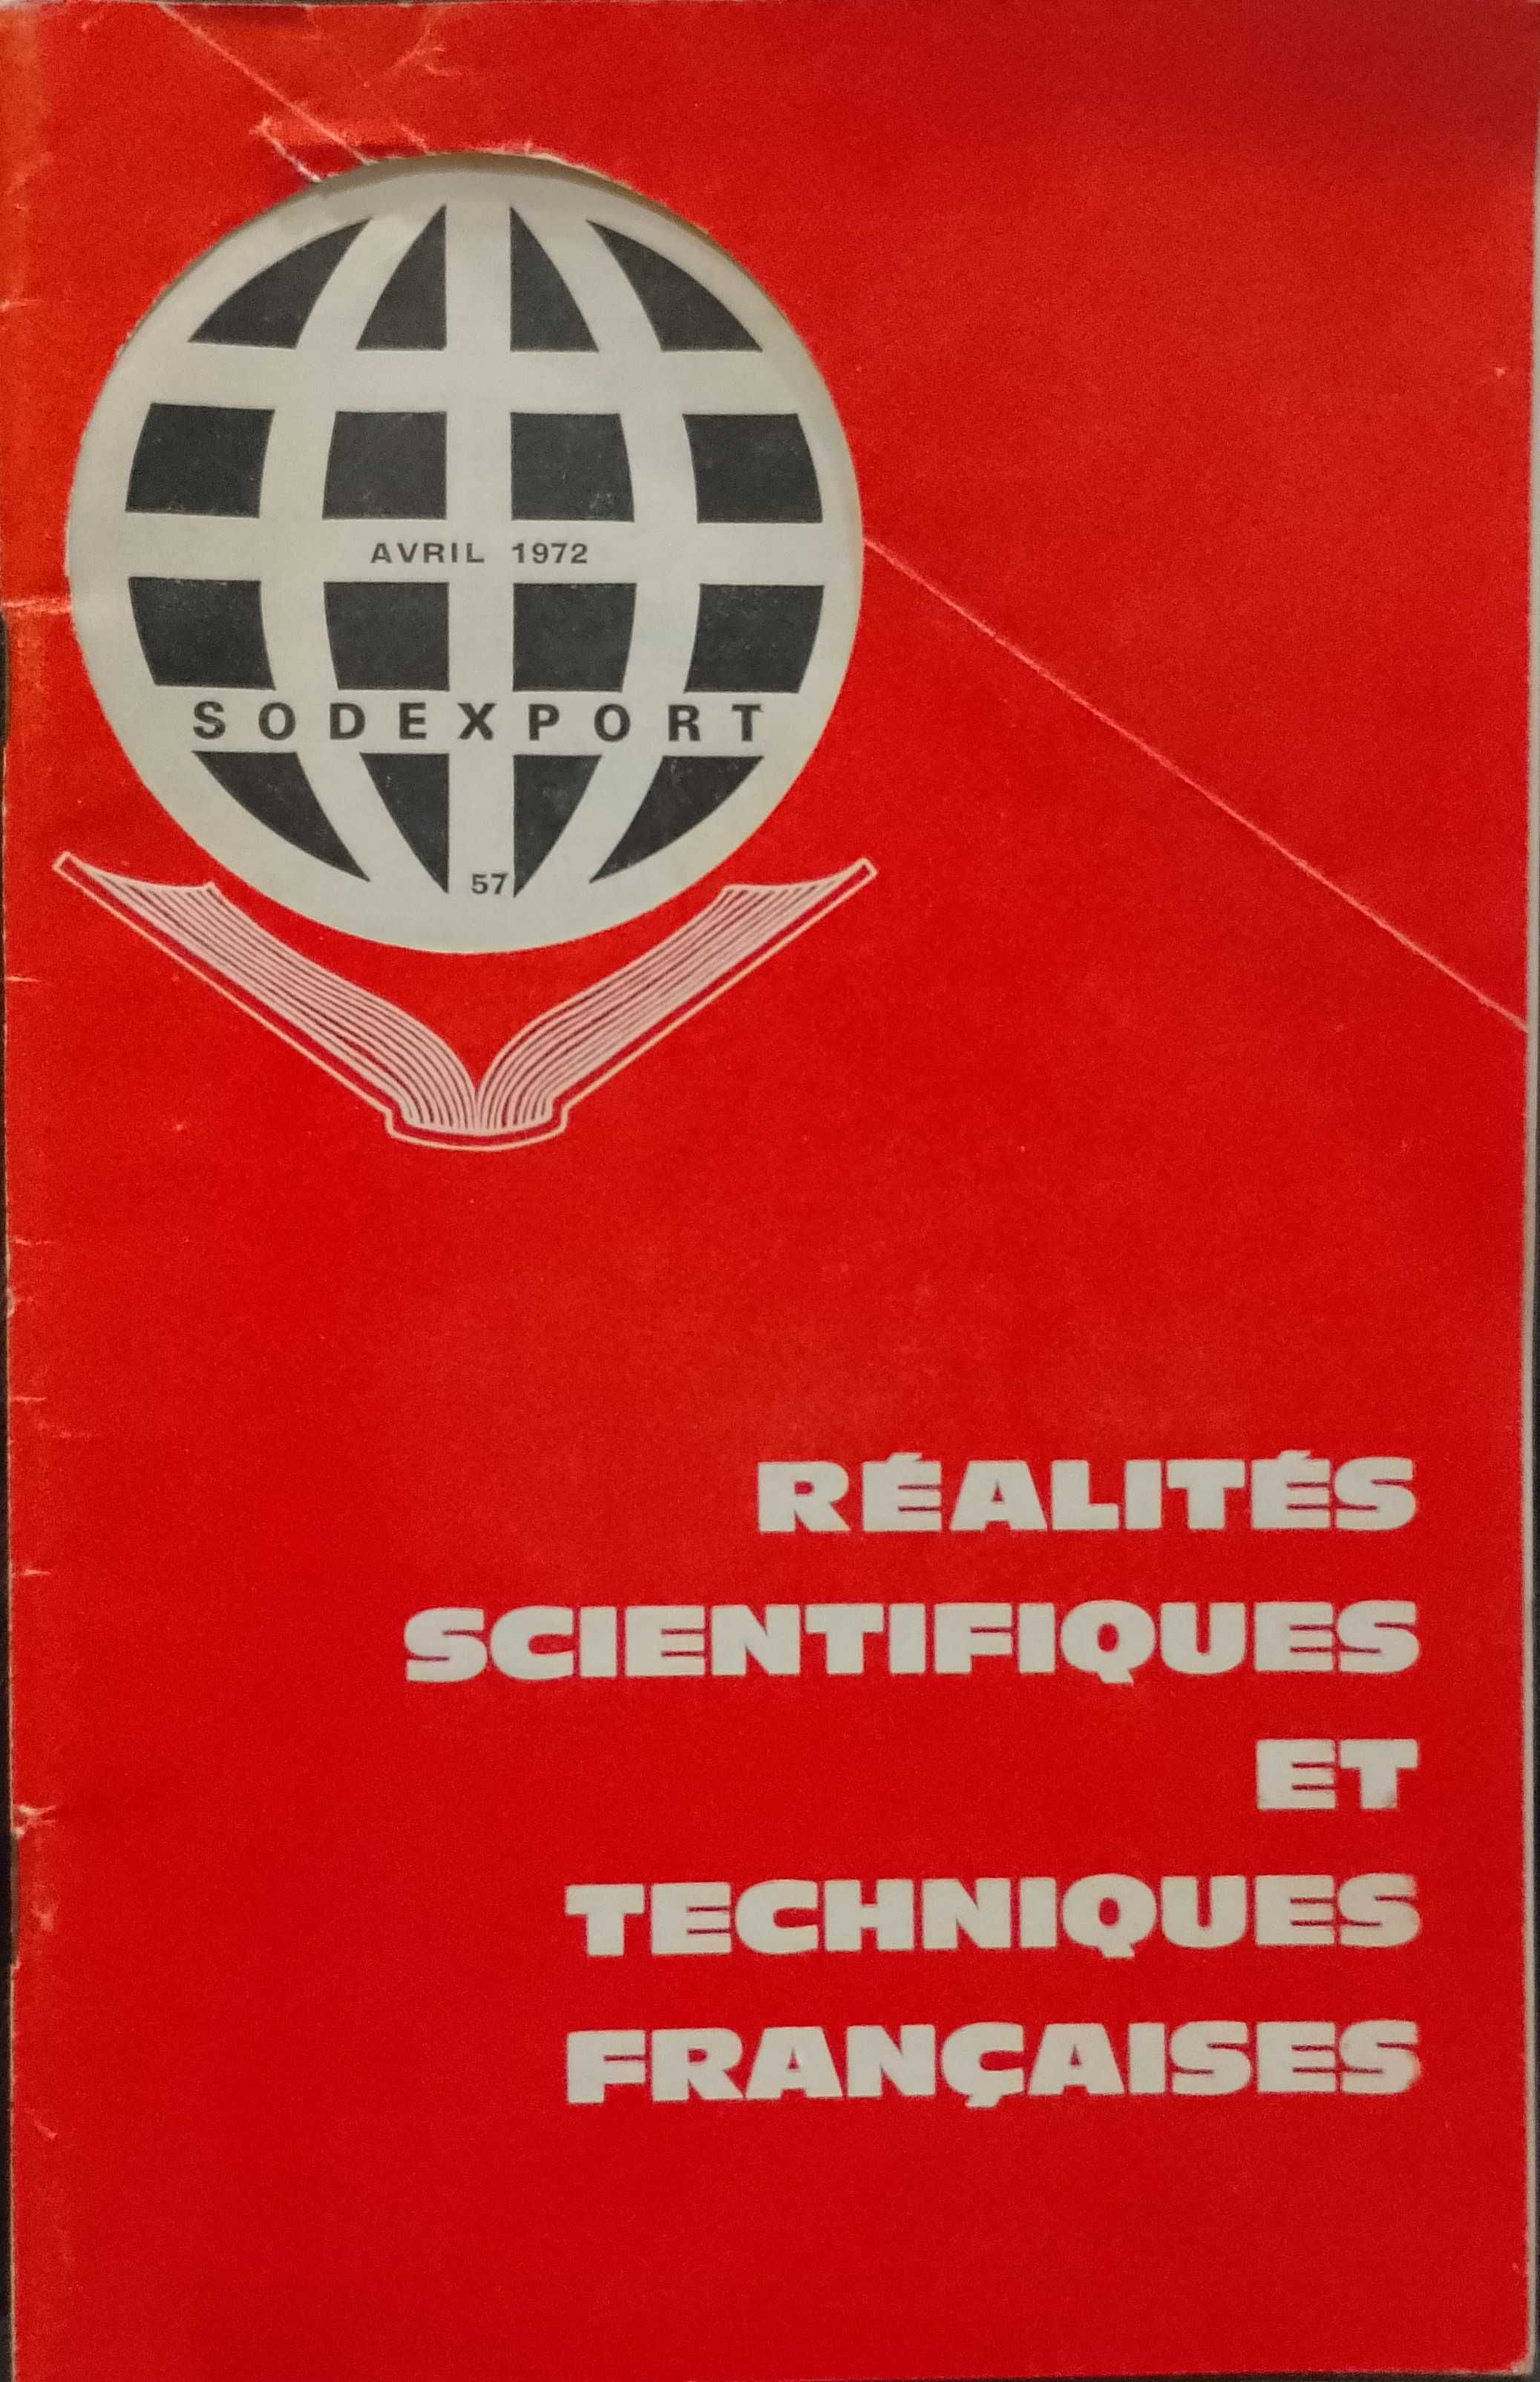 AVRIL 1972
SODEXPORT
57
RÉALITÉS
SCIENTIFIQUES
ET
TECHNIQUES
FRANÇAISES